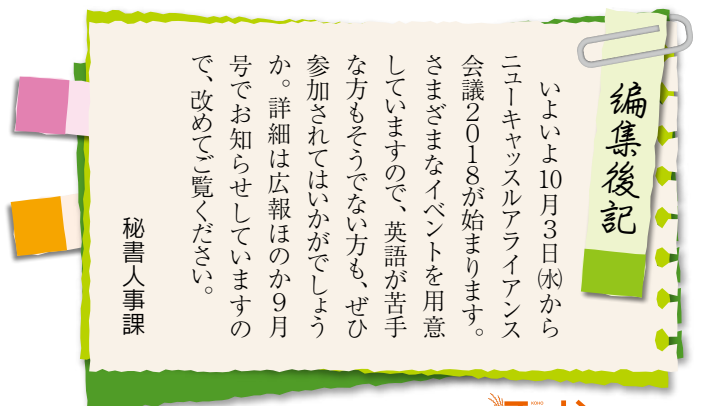 編集後記
いよいよ10月3日㈬から
ニューキャッスルアライアンス
会議2018が始まります。
さまざまなイベントを用意
していますので、英語が苦手
な方もそうでない方も、ぜひ
参加されてはいかがでしょう
か。詳細は広報ほのか9月
号でお知らせしていますの
で、改めてご覧ください。
秘書人事課
KOHO